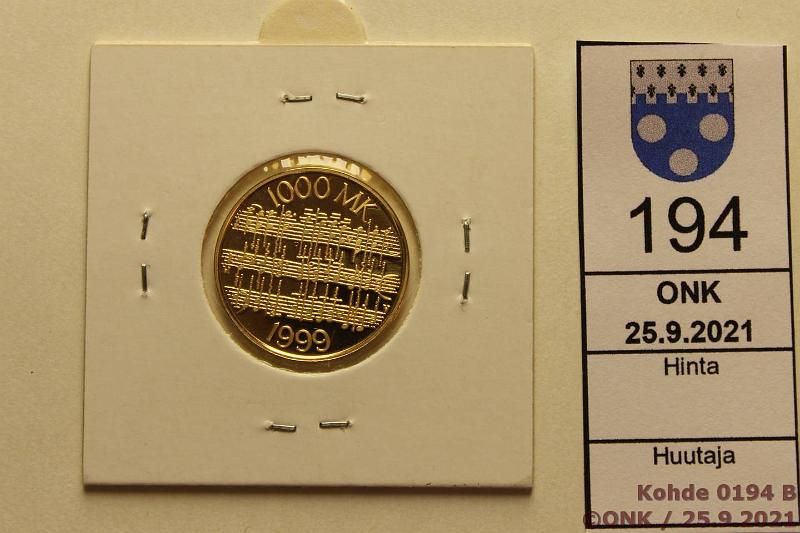 1000 MK
1999
194
ONK
25.9.2021
Hinta
Huutaja
Kohde 0194 B
©ONK / 25.9.2021